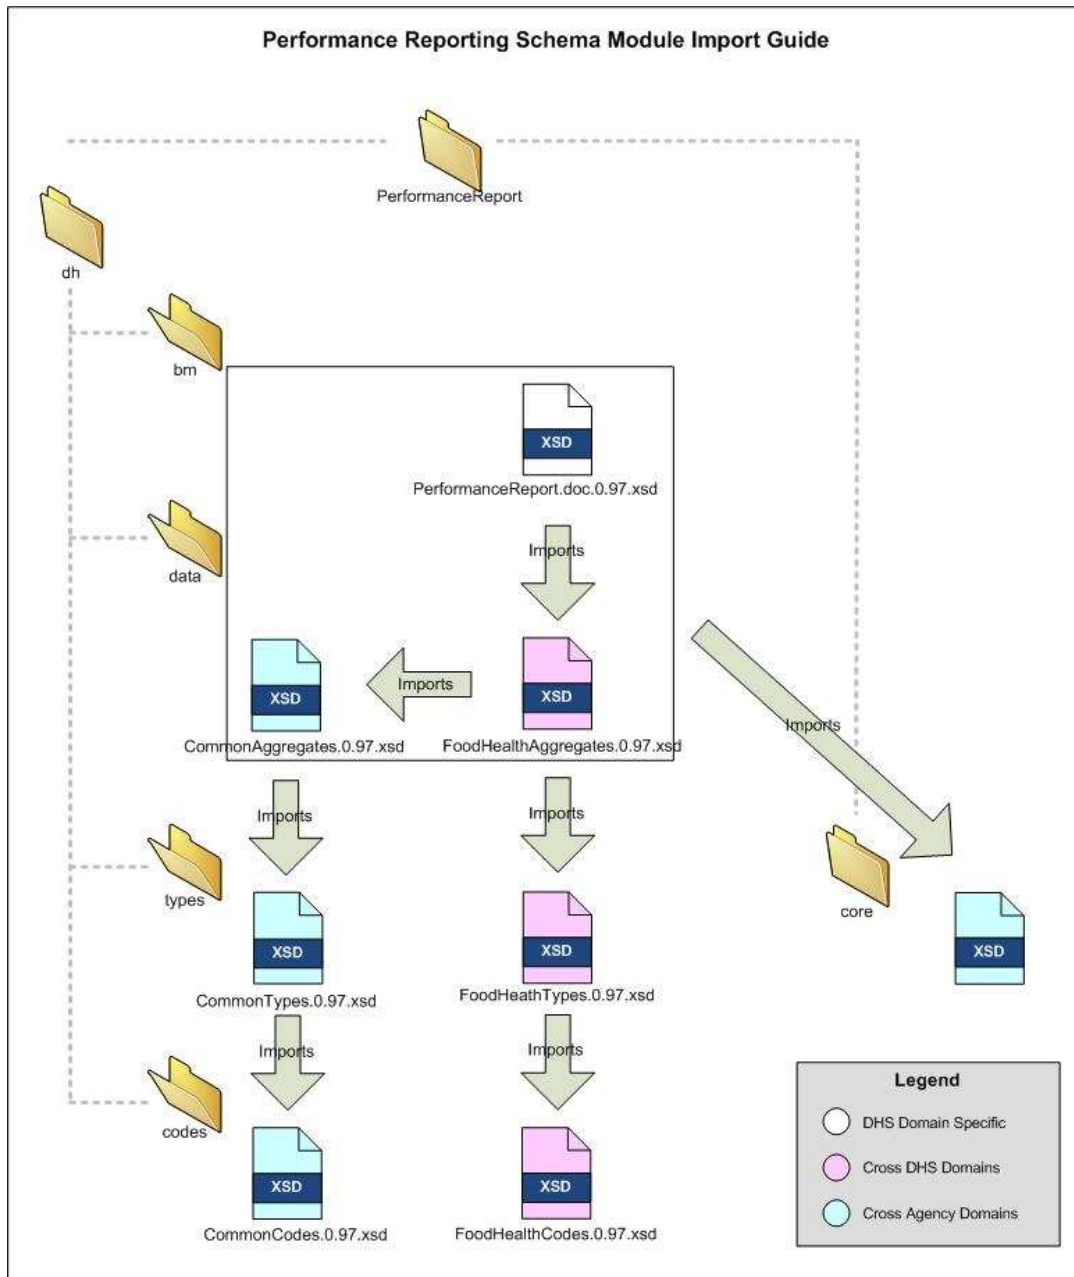 Performance Reporting Schema Module Import Guide
PerformanceReport
dh
bm
XSD
PerformanceReport.doc.0.97.xsd
Imports
data
XSD
Imports
XSD
CommonAggregates.0.97.xsd
FoodHealthAggregates.0.97.xsd
Imports
Imports
Imports
types
core
XSD
XSD
XSD
CommonTypes.0.97.xsd
FoodHeathTypes.0.97.xsd
Imports
Imports
codes
XSD
XSD
CommonCodes.0.97.xsd
FoodHealthCodes.0.97.xsd
Legend
DHS Domain Specific
Cross DHS Domains
Cross Agency Domains